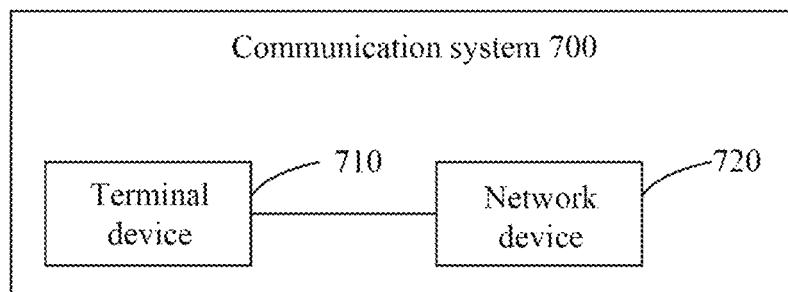 Communication system 700
710
720
Terminal
device
Network
device